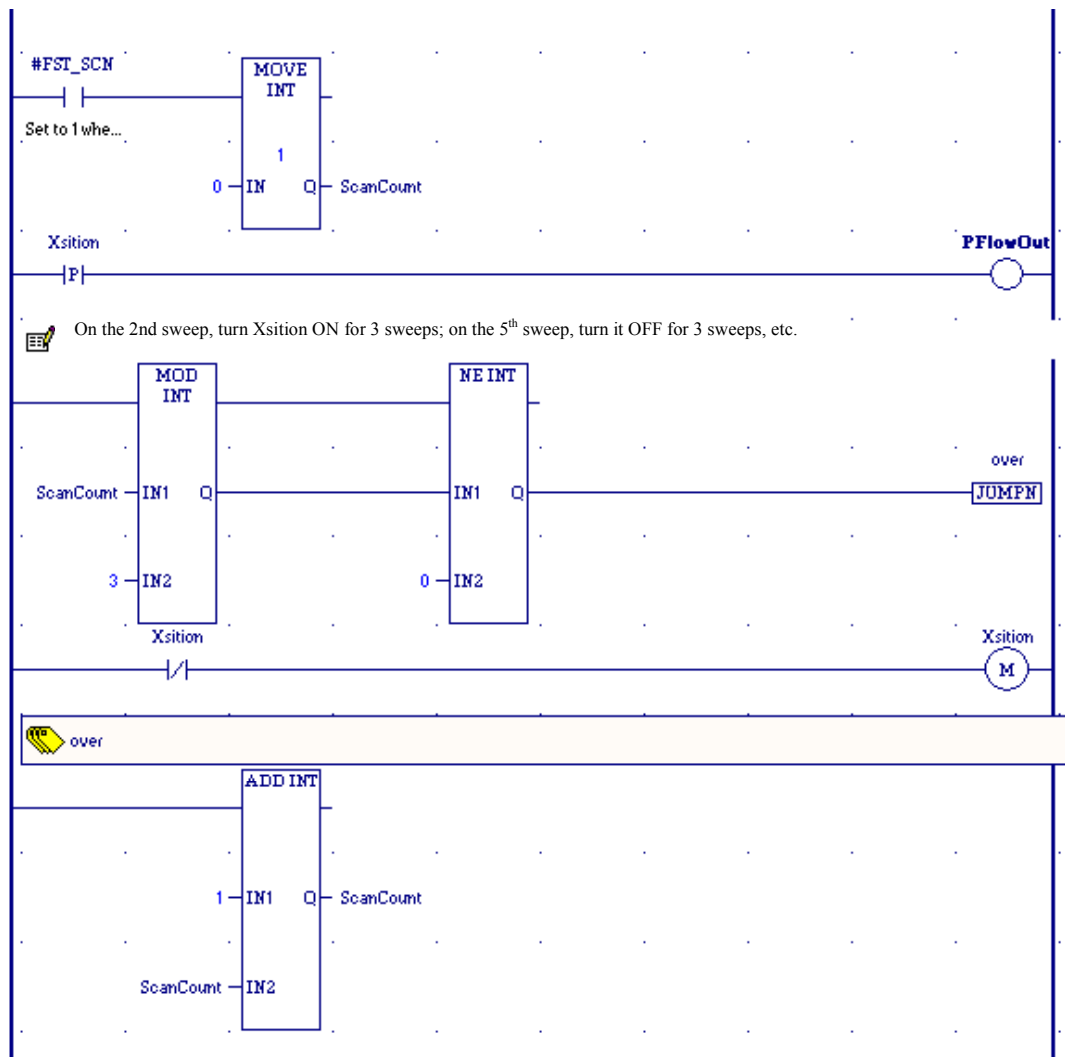 #FST_SCN
MOVE
INT
Set to 1 whe...
1
0 IN Q ScanCount
Xsition PFlowOut
P
On the 2nd sweep, turn Xsition ON for 3 sweeps; on the 5th sweep, turn it OFF for 3 sweeps, etc.
MOD NE INT
INT
over
ScanCount IN1 Q IN1 Q JUMPN
3 IN2 0 IN2
Xsition Xsition
/ M
over
ADD INT
1 IN1 Q ScanCount
ScanCount IN2